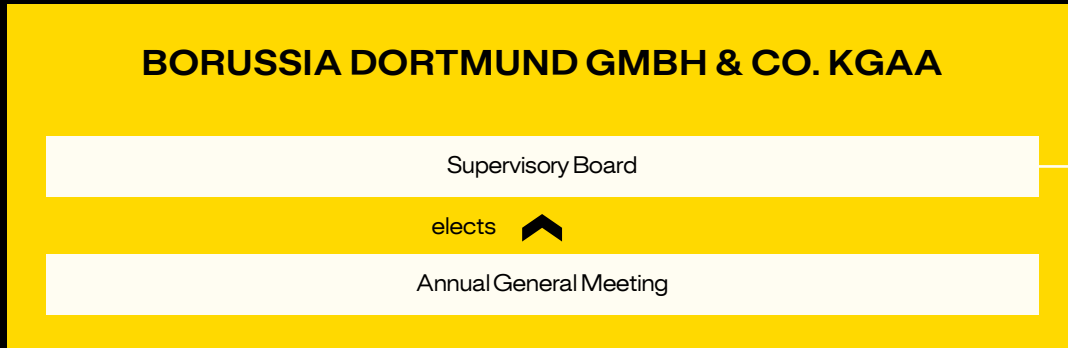 BORUSSIA DORTMUND GMBH & CO. KGAA
Supervisory Board
elects
Annual General Meeting